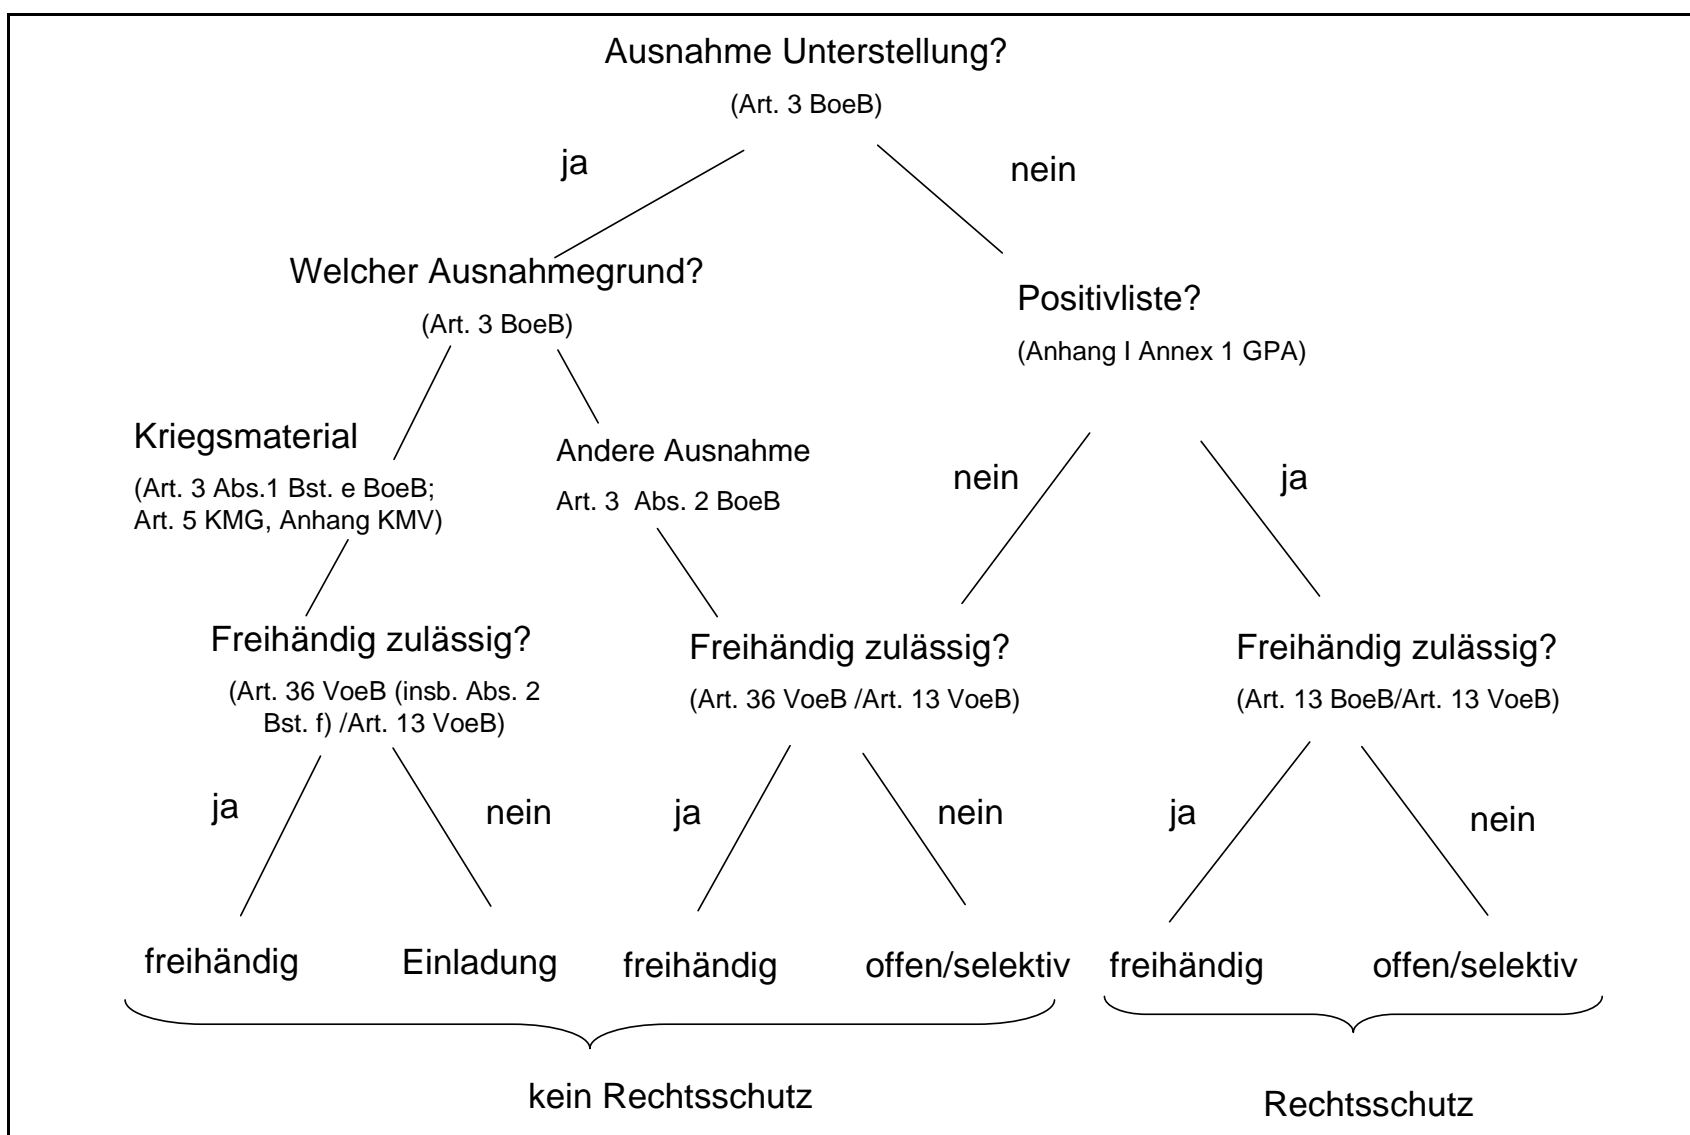 Ausnahme Unterstellung?
(Art. 3 BoeB)
ja
nein
Welcher Ausnahmegrund?
(Art. 3 BoeB)
Positivliste?
(Anhang I Annex 1 GPA)
Kriegsmaterial
(Art. 3 Abs.1 Bst. e BoeB;
Art. 5 KMG, Anhang KMV)
Andere Ausnahme
Art. 3 Abs. 2 BoeB
nein
ja
Freihändig zulässig?
(Art. 36 VoeB (insb. Abs. 2
Bst. f) /Art. 13 VoeB)
Freihändig zulässig?
(Art. 36 VoeB /Art. 13 VoeB)
Freihändig zulässig?
(Art. 13 BoeB/Art. 13 VoeB)
ja
nein
ja
nein
ja
nein
freihändig
Einladung
freihändig
offen/selektiv
freihändig
offen/selektiv
kein Rechtsschutz
Rechtsschutz